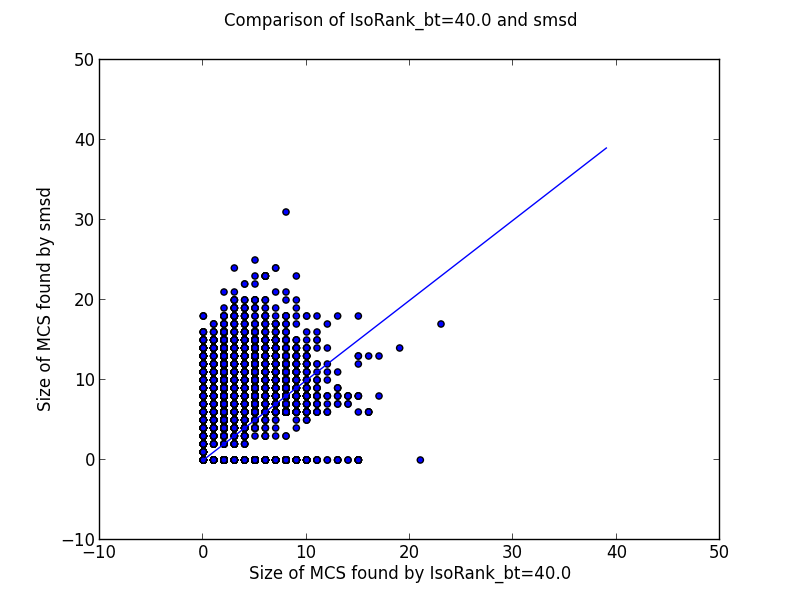 Comparison of IsoRank_bt=40.0 and smsd
50
40
30
20
10
0
−10
Size of MCS found by smsd
−10 0 10 20 30 40 50
Size of MCS found by IsoRank_bt=40.0